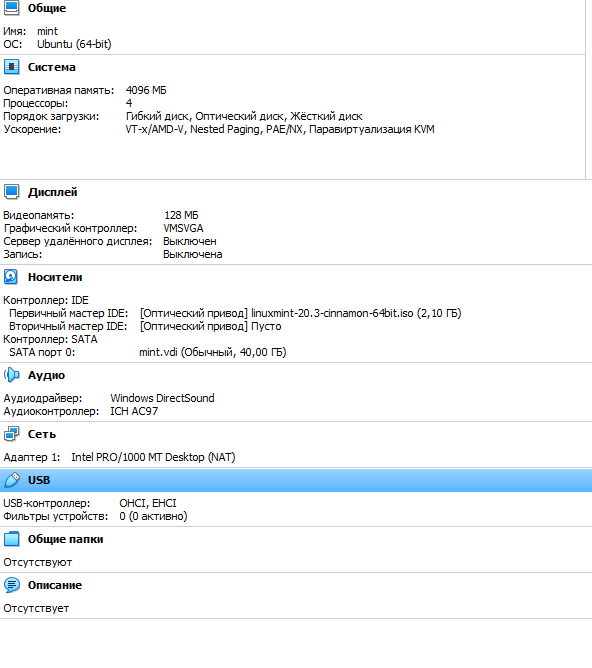 Общие
Имя: mint
ОС: Ubuntu (64-bit)
Система
Оперативная память: 4096 МБ
Процессоры: 4
Порядок загрузки: Гибкий диск, Оптический диск, Жёсткий диск
Ускорение: VT-x/AMD-V, Nested Paging, PAE/NX, Паравиртуализация KVM
Дисплей
Видеопамять: 128 МБ
Графический контроллер: VMSVGA
Сервер удалённого дисплея: Выключен
Запись: Выключена
Носители
Контроллер: IDE
Первичный мастер IDE: [Оптический привод] linuxmint-20.3-cinnamon-64bit.iso (2,10 ГБ)
Вторичный мастер IDE: [Оптический привод] Пусто
Контроллер: SATA
SATA порт 0: mint.vdi (Обычный, 40,00 ГБ)
Аудио
Аудиодрайвер: Windows DirectSound
Аудиоконтроллер: ICH AC97
Сеть
Адаптер 1: Intel PRO/1000 MT Desktop (NAT)
USB
USB-контроллер: OHCI, EHCI
Фильтры устройств: 0 (0 активно)
Общие папки
Отсутствуют
Описание
Отсутствует